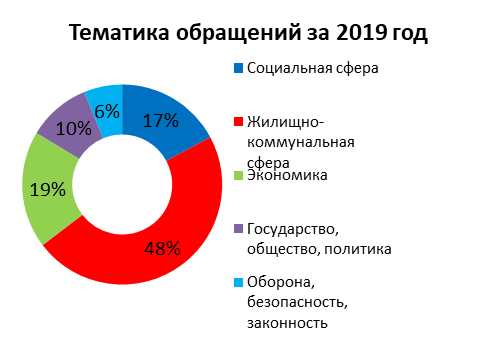 Тематика обращений за 2019 год
Социальная сфера
Жилищно-
коммунальная
сфера
Экономика
Государство,
общество, политика
Оборона,
безопасность,
законность
17%
48%
19%
10%
6%